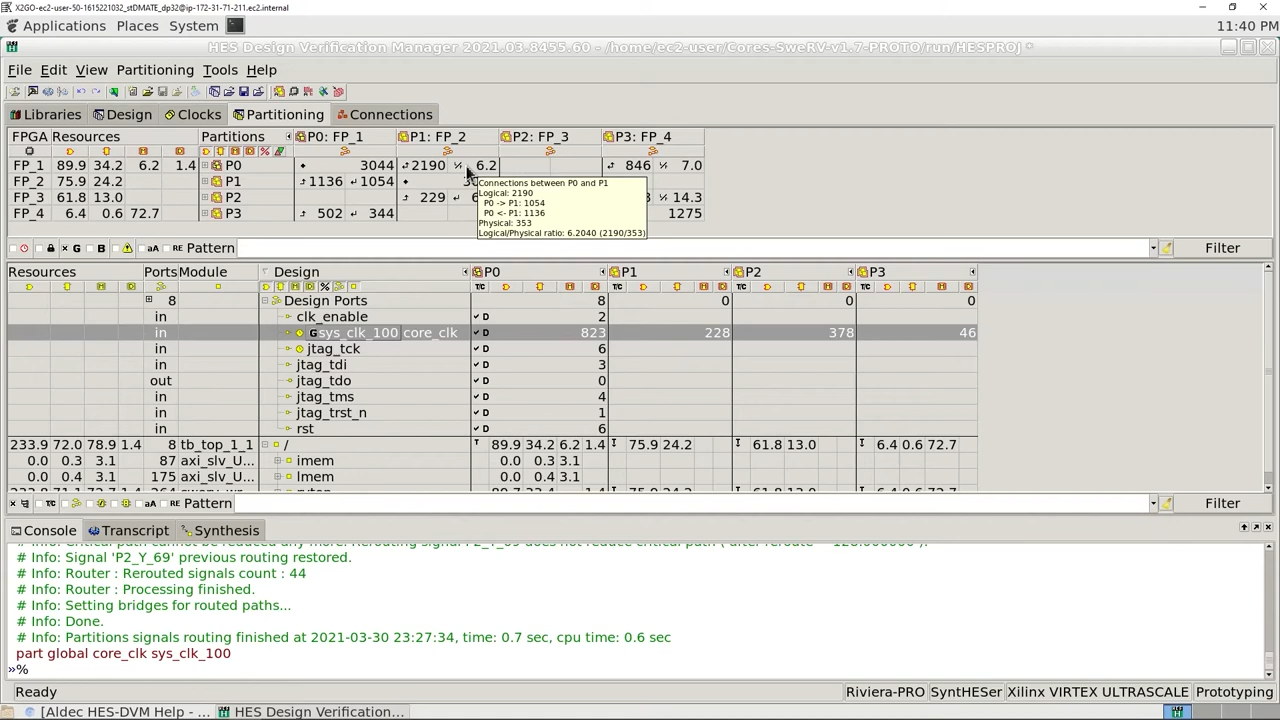 X2GO-ec2-user-50-1615221032_stDMATE_dp32@ip-172-31-71-211.ec2.internal
Applications Places System 11:40 PM
HES Design Verification Manager 2021.03.8455.60 - /home/ec2-user/Cores-SweRV-v1.7-PROTO/run/HESPROJ *
File Edit View Partitioning Tools Help
Libraries Design Clocks Partitioning Connections
FPGA Resources Partitions P0: FP_1 P1: FP_2 P2: FP_3 P3: FP_4
FP_1 89.9 34.2 6.2 1.4 P0 3044 2190 6.2 846 7.0
FP_2 75.9 24.2 P1 1136 1054
FP_3 61.8 13.0 P2 229 14.3
FP_4 6.4 0.6 72.7 P3 502 344 1275
Connections between P0 and P1
Logical: 2190
P0 -> P1: 1054
P0 <- P1: 1136
Physical: 353
Logical/Physical ratio: 6.2040 (2190/353)
x G x B aA RE Pattern Filter
Resources Ports Module Design P0 P1 P2 P3
8 Design Ports 8 0 0 0
in clk_enable D 2
in G sys_clk_100 core_clk D 823 228 378 46
in jtag_tck D 6
in jtag_tdi D 3
out jtag_tdo D 0
in jtag_tms D 4
in jtag_trst_n D 1
in rst D 6
233.9 72.0 78.9 1.4 8 tb_top_1_1 / 89.9 34.2 6.2 1.4 75.9 24.2 61.8 13.0 6.4 0.6 72.7
0.0 0.3 3.1 87 axi_slv_U... imem 0.0 0.3 3.1
0.0 0.4 3.1 175 axi_slv_U... lmem 0.0 0.4 3.1
x T/C x aA RE Pattern Filter
Console Transcript Synthesis
# Info: Signal 'P2_Y_69' previous routing restored.
# Info: Router : Rerouted signals count : 44
# Info: Router : Processing finished.
# Info: Setting bridges for routed paths...
# Info: Done.
# Info: Partitions signals routing finished at 2021-03-30 23:27:34, time: 0.7 sec, cpu time: 0.6 sec
part global core_clk sys_clk_100
»%
Ready Riviera-PRO SyntHESer Xilinx VIRTEX ULTRASCALE Prototyping
[Aldec HES-DVM Help - ... HES Design Verification...